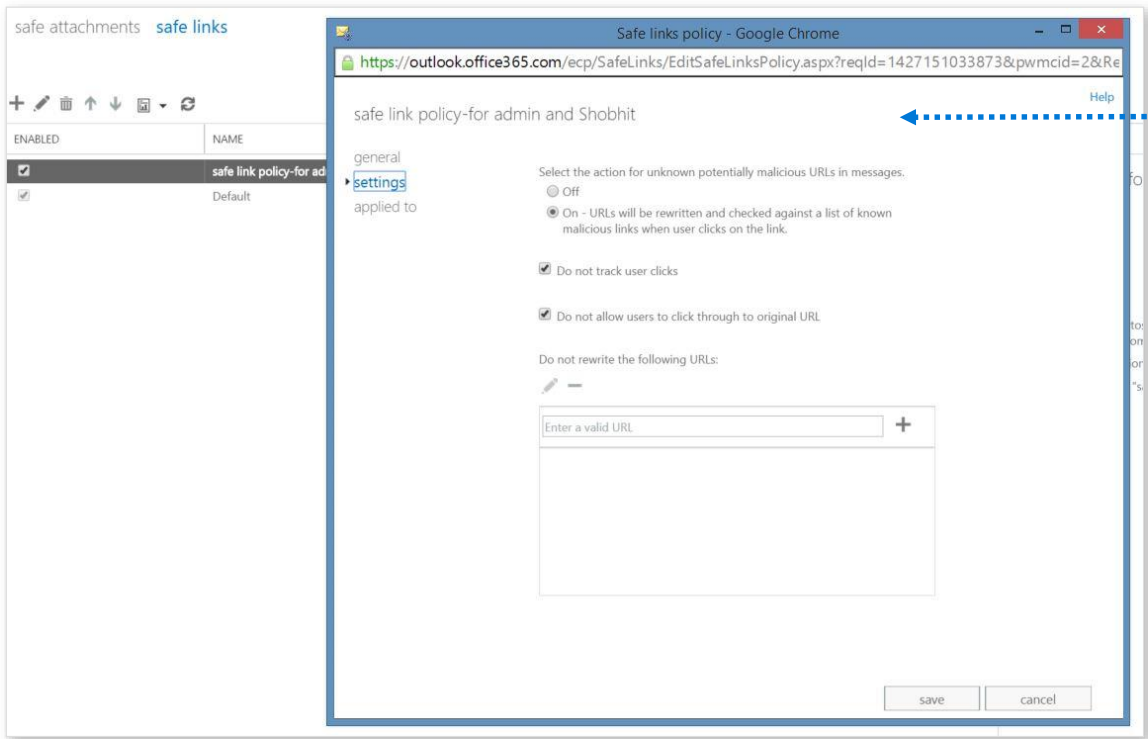 safe attachments safe links
ENABLED NAME
safe link policy-for ad
Default
Safe links policy - Google Chrome
https://outlook.office365.com/ecp/SafeLinks/EditSafeLinksPolicy.aspx?reqId=1427151033873&pwmcid=2&Re
Help
safe link policy-for admin and Shobhit
general
settings
applied to
Select the action for unknown potentially malicious URLs in messages.
Off
On - URLs will be rewritten and checked against a list of known
malicious links when user clicks on the link.
Do not track user clicks
Do not allow users to click through to original URL
Do not rewrite the following URLs:
Enter a valid URL
save cancel